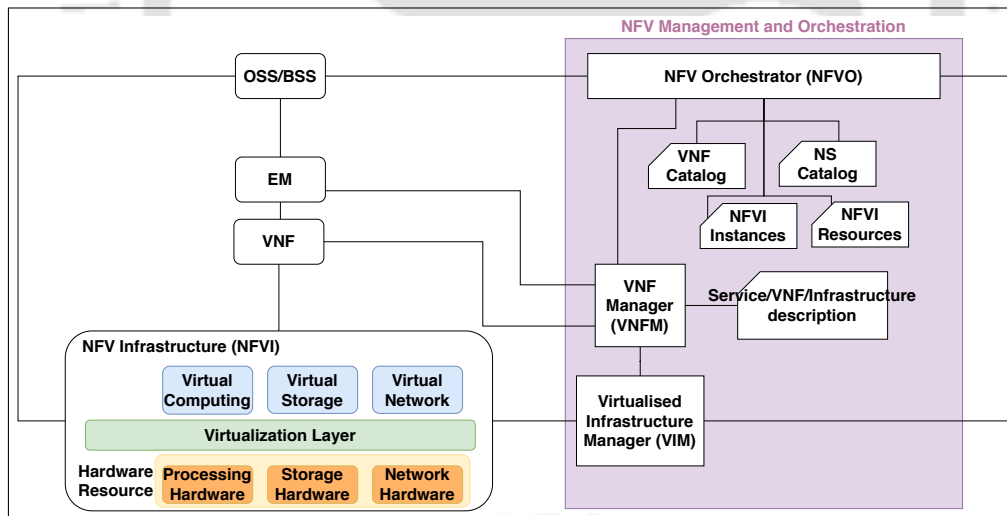 NFV Management and Orchestration
OSS/BSS
NFV Orchestrator (NFVO)
VNF
Catalog
NS
Catalog
EM
NFVI
Instances
NFVI
Resources
VNF
VNF
Manager
(VNFM)
Service/VNF/Infrastructure
description
NFV Infrastructure (NFVI)
Virtual
Computing
Virtual
Storage
Virtual
Network
Virtualised
Infrastructure
Manager (VIM)
Virtualization Layer
Hardware
Resource
Processing
Hardware
Storage
Hardware
Network
Hardware